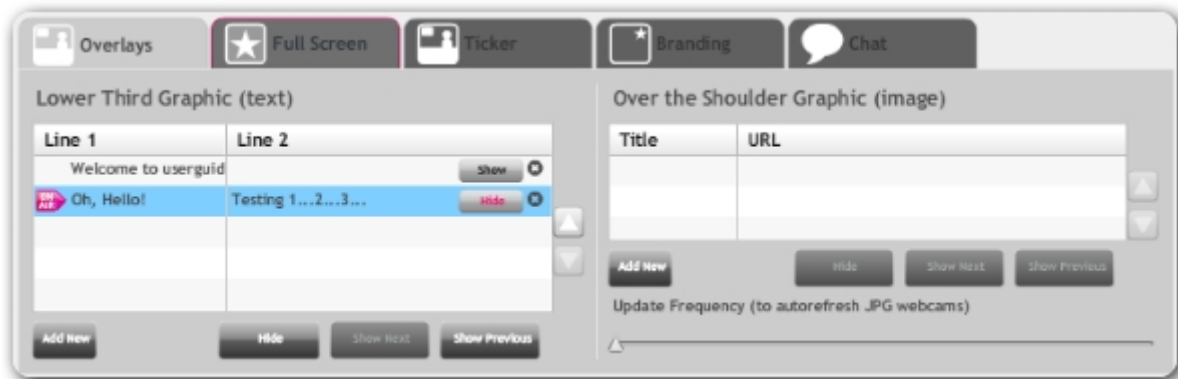 Overlays
Full Screen
Ticker
Branding
Chat
Lower Third Graphic (text)
Line 1 Line 2
Welcome to userguid Show
ON AIR Oh, Hello! Testing 1...2...3... Hide
Add New Hide Show Next Show Previous
Over the Shoulder Graphic (image)
Title URL
Add New Hide Show Next Show Previous
Update Frequency (to autorefresh JPG webcams)